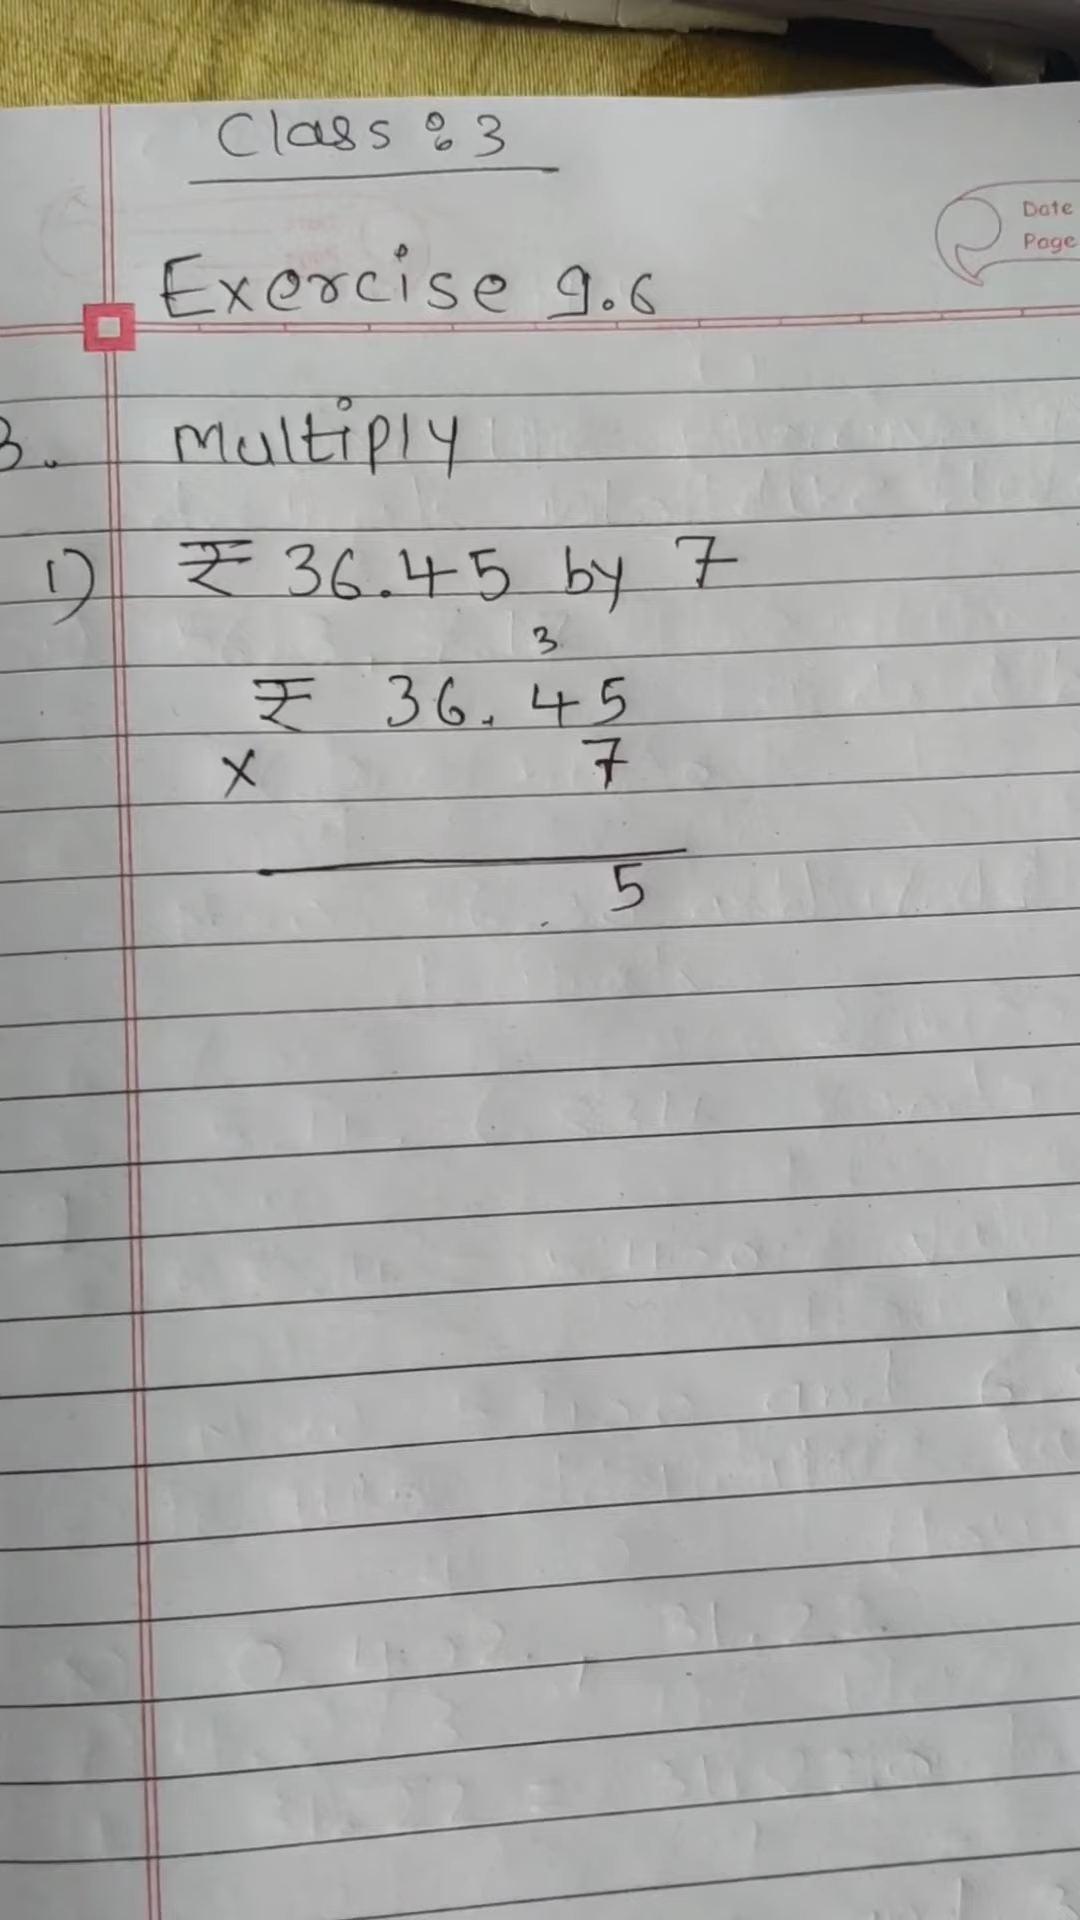 Class : 3
Date
Page
Exercise 9.6
3. Multiply
1) ₹ 36.45 by 7
3
₹ 36.45
× 7
5